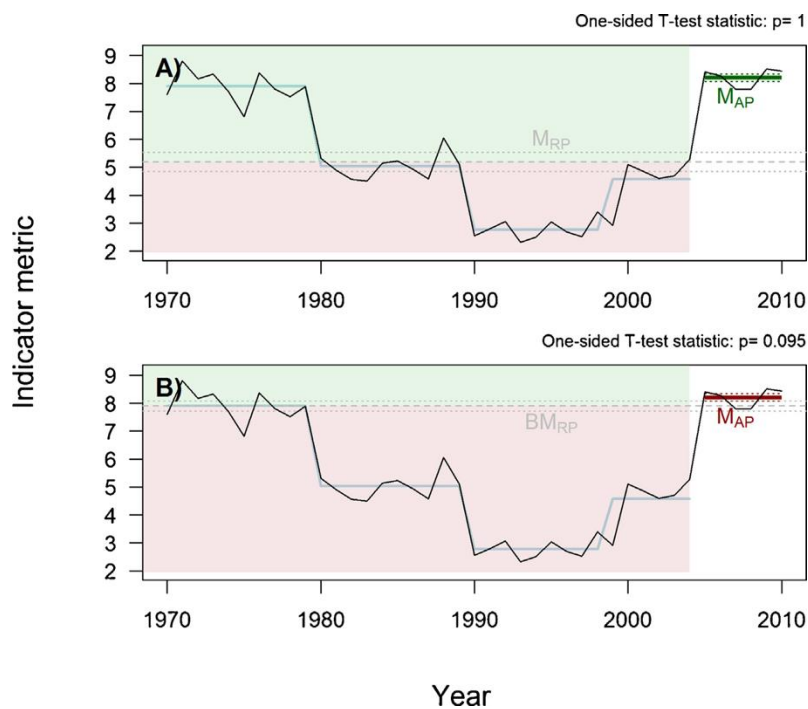 One-sided T-test statistic: p= 1
A)
9
8
7
6
5
4
3
2
M_AP
M_RP
1970 1980 1990 2000 2010
Indicator metric
One-sided T-test statistic: p= 0.095
B)
9
8
7
6
5
4
3
2
M_AP
BM_RP
1970 1980 1990 2000 2010
Year